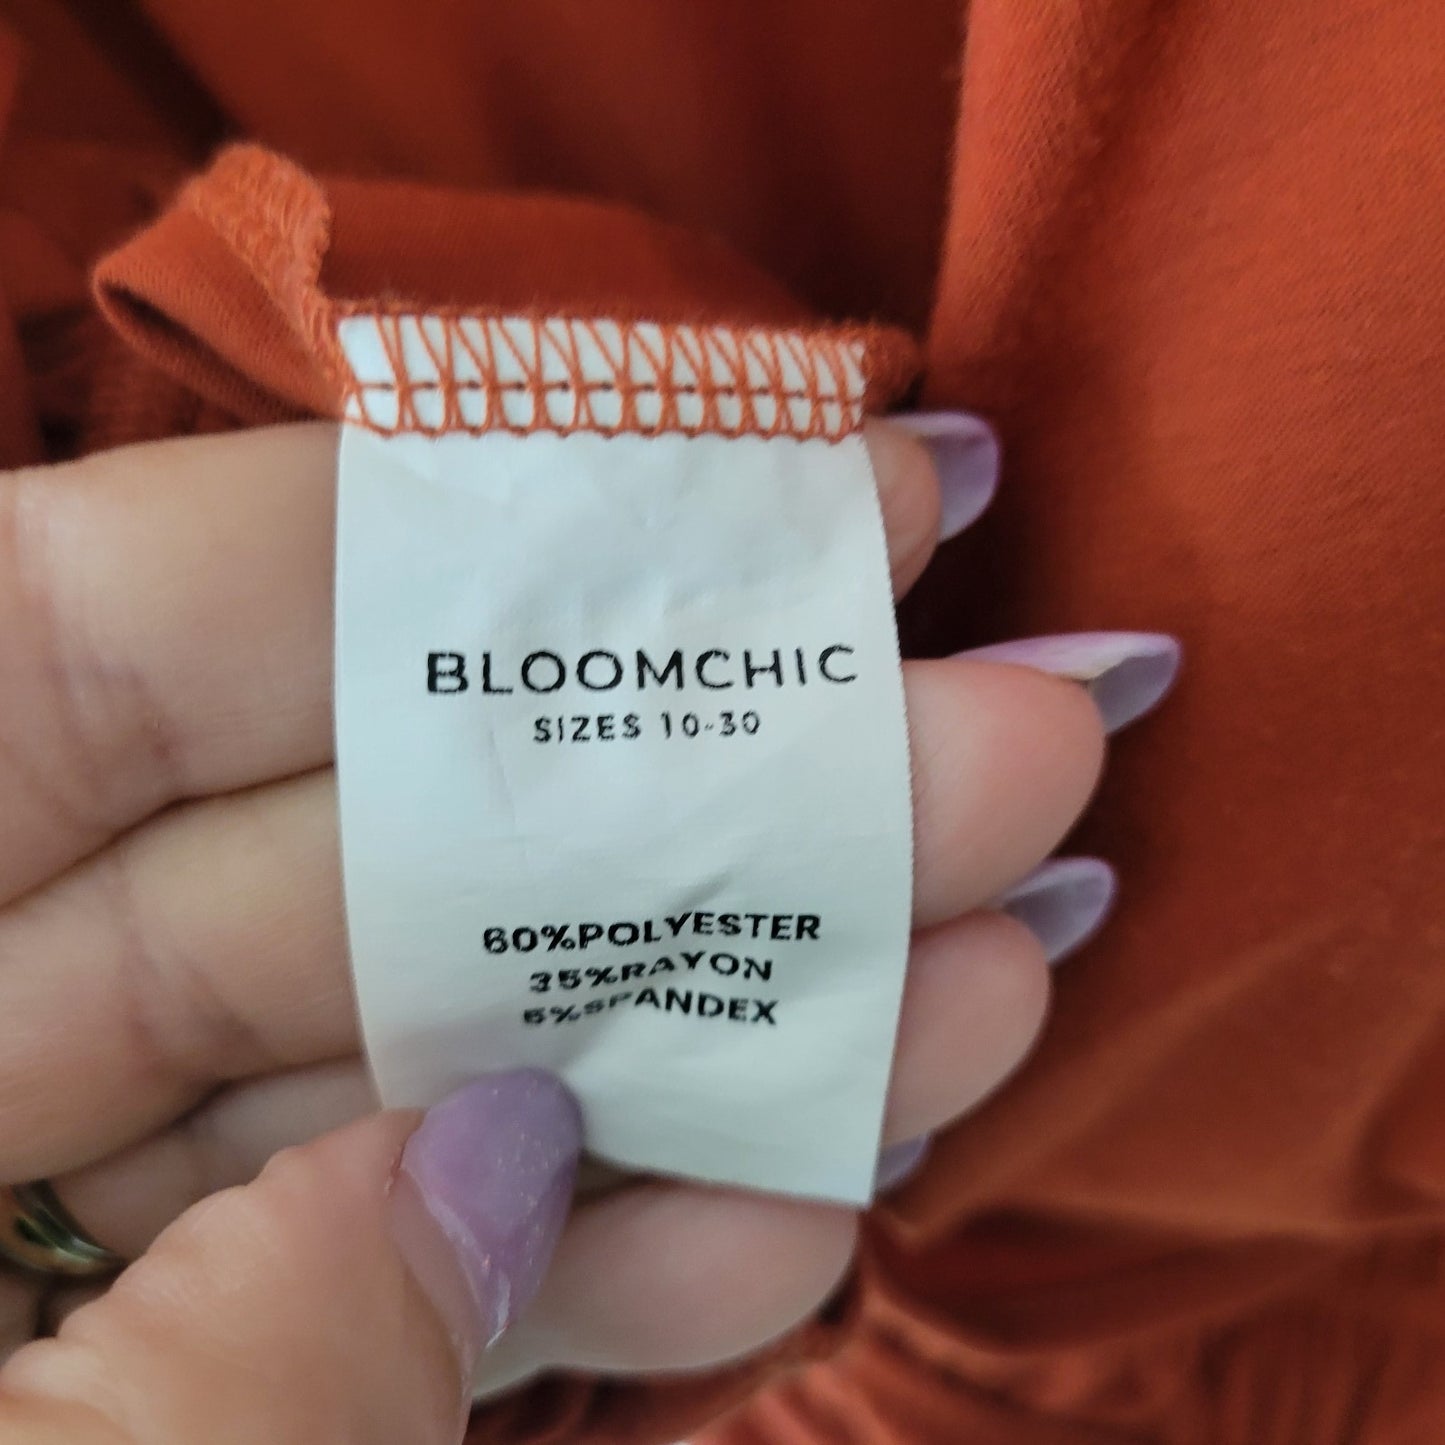 BLOOMCHIC
SIZES 10-30
60%POLYESTER
35%RAYON
5%SPANDEX